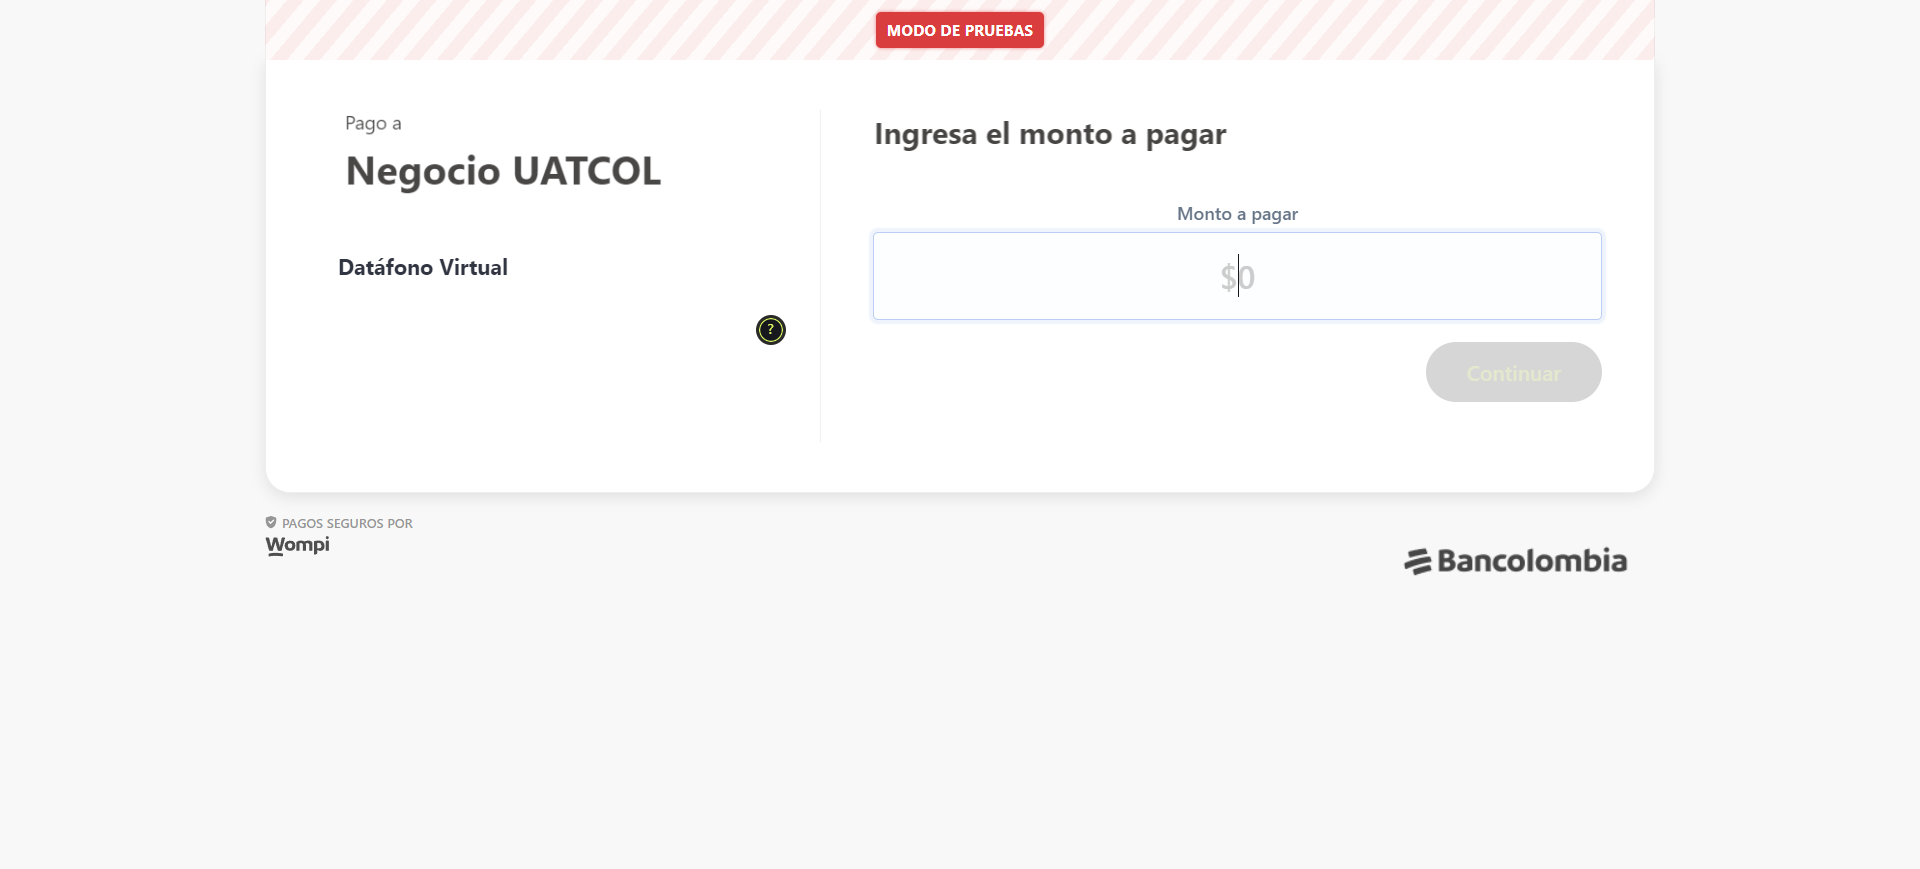 MODO DE PRUEBAS
Pago a
Negocio UATCOL
Datáfono Virtual
?
Ingresa el monto a pagar
Monto a pagar
$0
Continuar
PAGOS SEGUROS POR
Wompi
Bancolombia